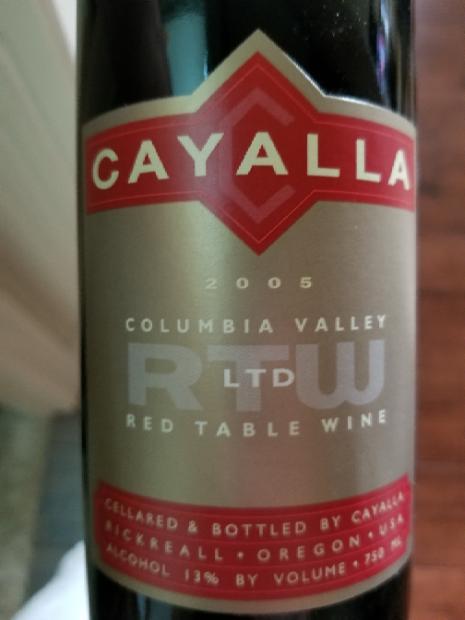 CAYALLA
2005
COLUMBIA VALLEY
RTW
LTD
RED TABLE WINE
CELLARED & BOTTLED BY CAYALLA
RICKREALL • OREGON • USA
ALCOHOL 13% BY VOLUME • 750 ML